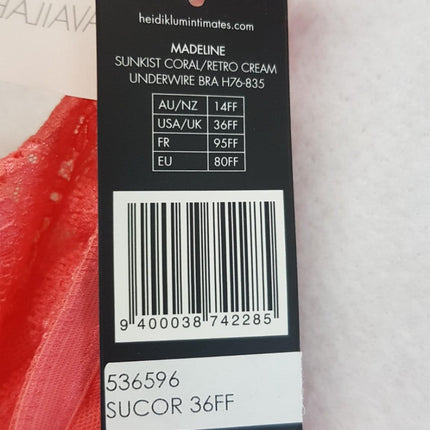 heidiklumintimates.com
MADELINE
SUNKIST CORAL/RETRO CREAM
UNDERWIRE BRA H76-835
AU/NZ 14FF
USA/UK 36FF
FR 95FF
EU 80FF
9 400038 742285
536596
SUCOR 36FF